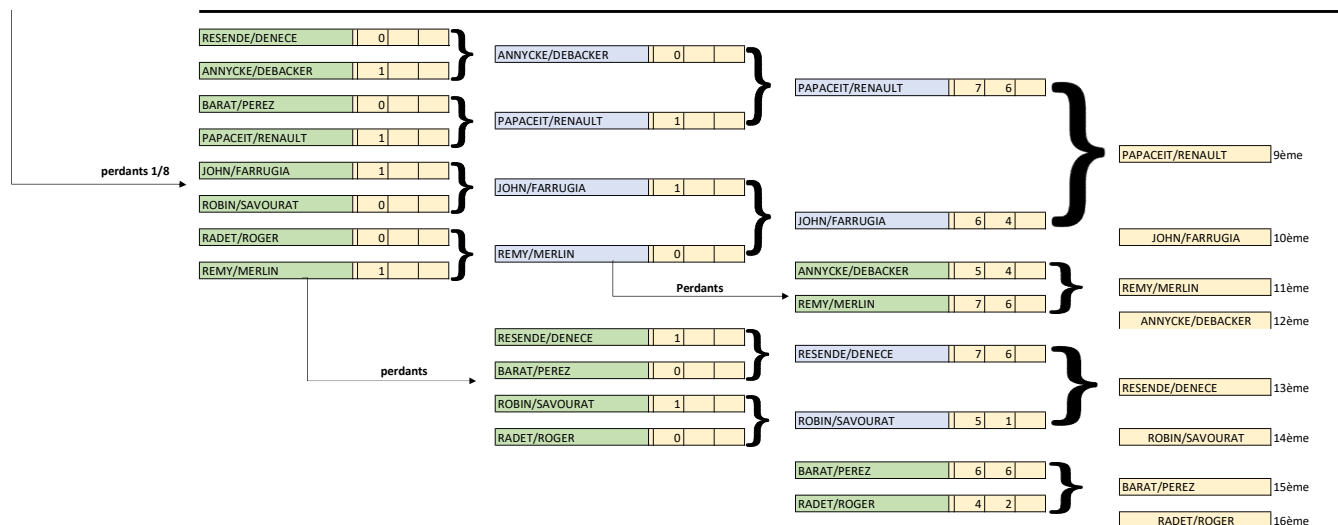 RESENDE/DENECE 0
ANNYCKE/DEBACKER 1
BARAT/PEREZ 0
PAPACEIT/RENAULT 1
perdants 1/8
JOHN/FARRUGIA 1
ROBIN/SAVOURAT 0
RADET/ROGER 0
REMY/MERLIN 1
ANNYCKE/DEBACKER 0
PAPACEIT/RENAULT 1
JOHN/FARRUGIA 1
REMY/MERLIN 0
perdants
RESENDE/DENECE 1
BARAT/PEREZ 0
ROBIN/SAVOURAT 1
RADET/ROGER 0
PAPACEIT/RENAULT 7 6
JOHN/FARRUGIA 6 4
Perdants
ANNYCKE/DEBACKER 5 4
REMY/MERLIN 7 6
RESENDE/DENECE 7 6
ROBIN/SAVOURAT 5 1
BARAT/PEREZ 6 6
RADET/ROGER 4 2
PAPACEIT/RENAULT 9ème
JOHN/FARRUGIA 10ème
REMY/MERLIN 11ème
ANNYCKE/DEBACKER 12ème
RESENDE/DENECE 13ème
ROBIN/SAVOURAT 14ème
BARAT/PEREZ 15ème
RADET/ROGER 16ème